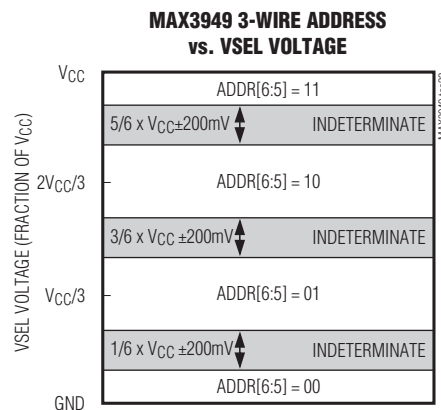 MAX3949 3-WIRE ADDRESS
vs. VSEL VOLTAGE
VSEL VOLTAGE (FRACTION OF VCC)
VCC
ADDR[6:5] = 11
5/6 x VCC±200mV INDETERMINATE
2VCC/3
ADDR[6:5] = 10
3/6 x VCC ±200mV INDETERMINATE
VCC/3
ADDR[6:5] = 01
1/6 x VCC ±200mV INDETERMINATE
ADDR[6:5] = 00
GND